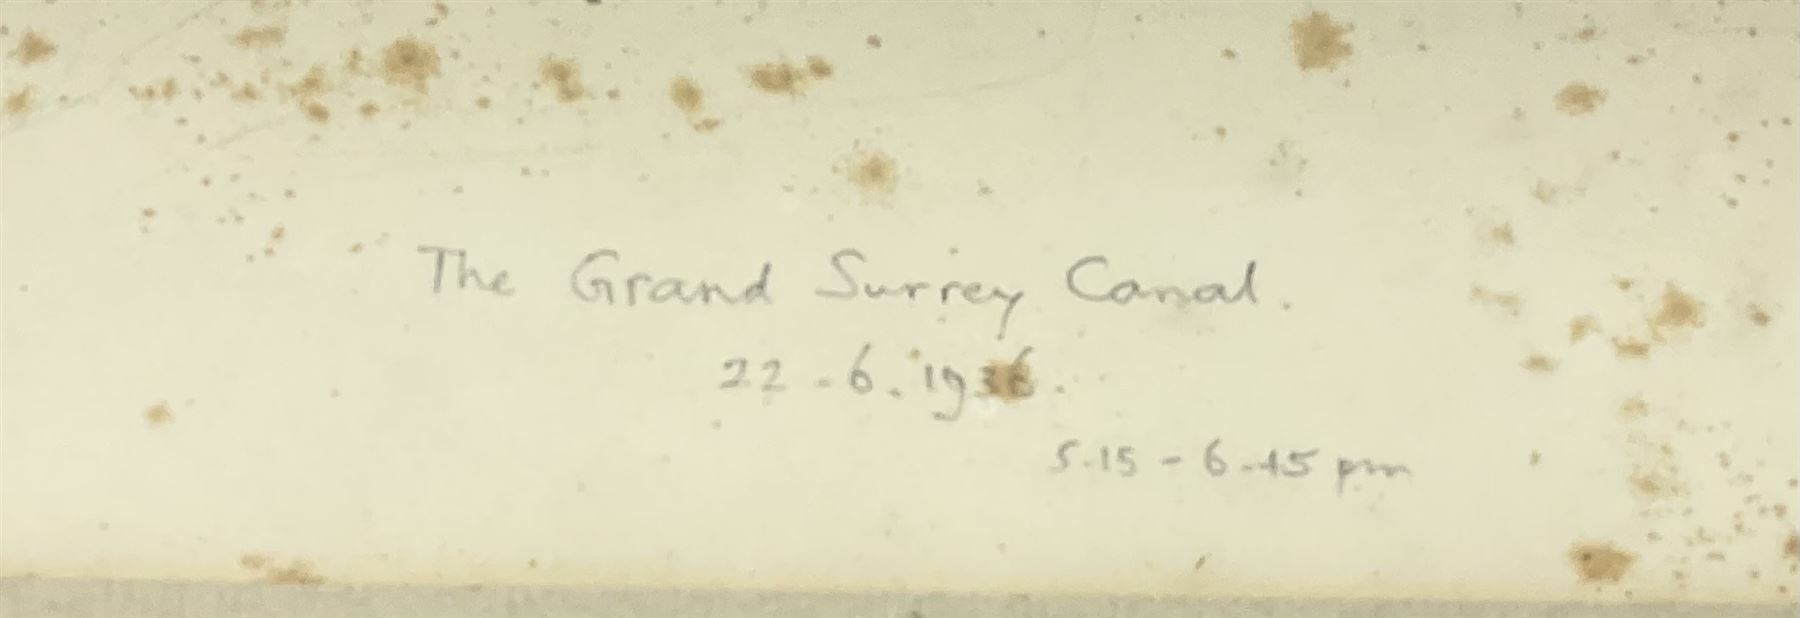 The Grand Surrey Canal.
22-6.1936.
5.15-6.45 pm